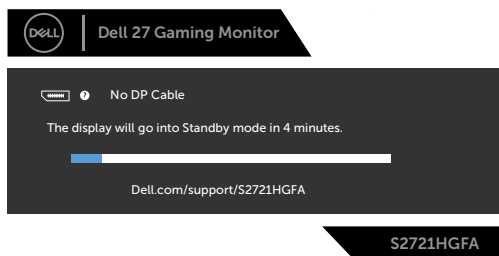 DELL
Dell 27 Gaming Monitor
? No DP Cable
The display will go into Standby mode in 4 minutes.
Dell.com/support/S2721HGFA
S2721HGFA